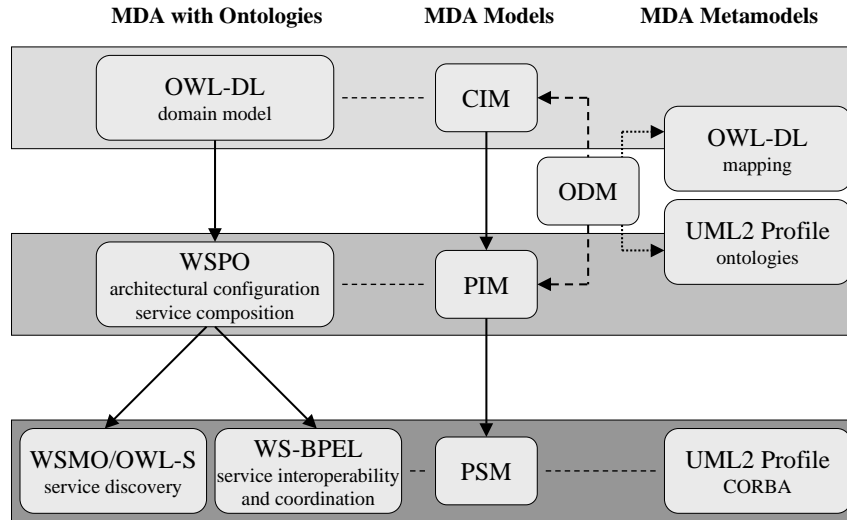 MDA with Ontologies
MDA Models
MDA Metamodels
OWL-DL
domain model
CIM
OWL-DL
mapping
ODM
UML2 Profile
ontologies
WSPO
architectural configuration
service composition
PIM
WSMO/OWL-S
service discovery
WS-BPEL
service interoperability
and coordination
PSM
UML2 Profile
CORBA